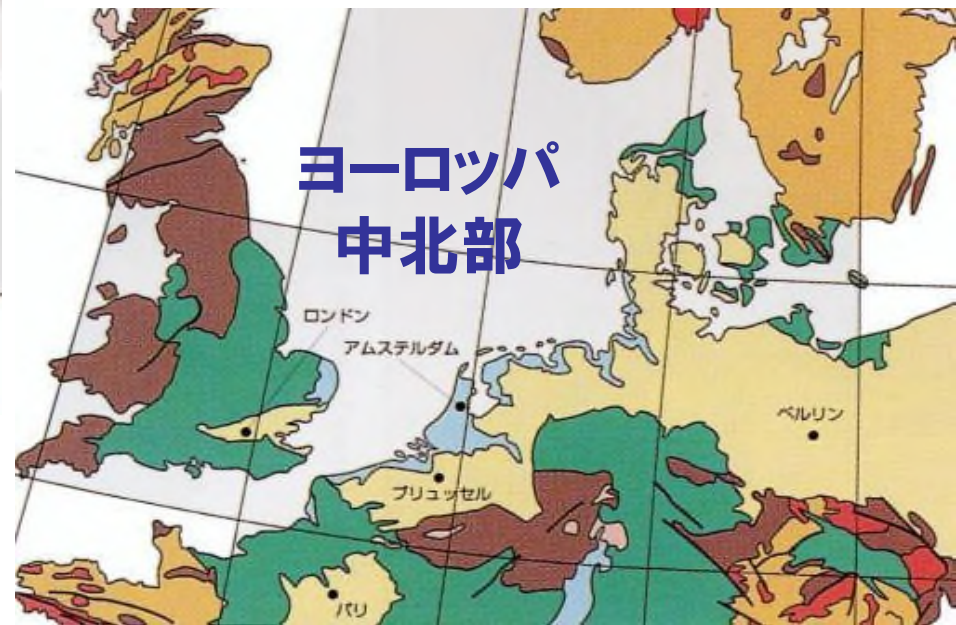 ヨーロッパ
中北部
ロンドン
アムステルダム
ベルリン
ブリュッセル
パリ